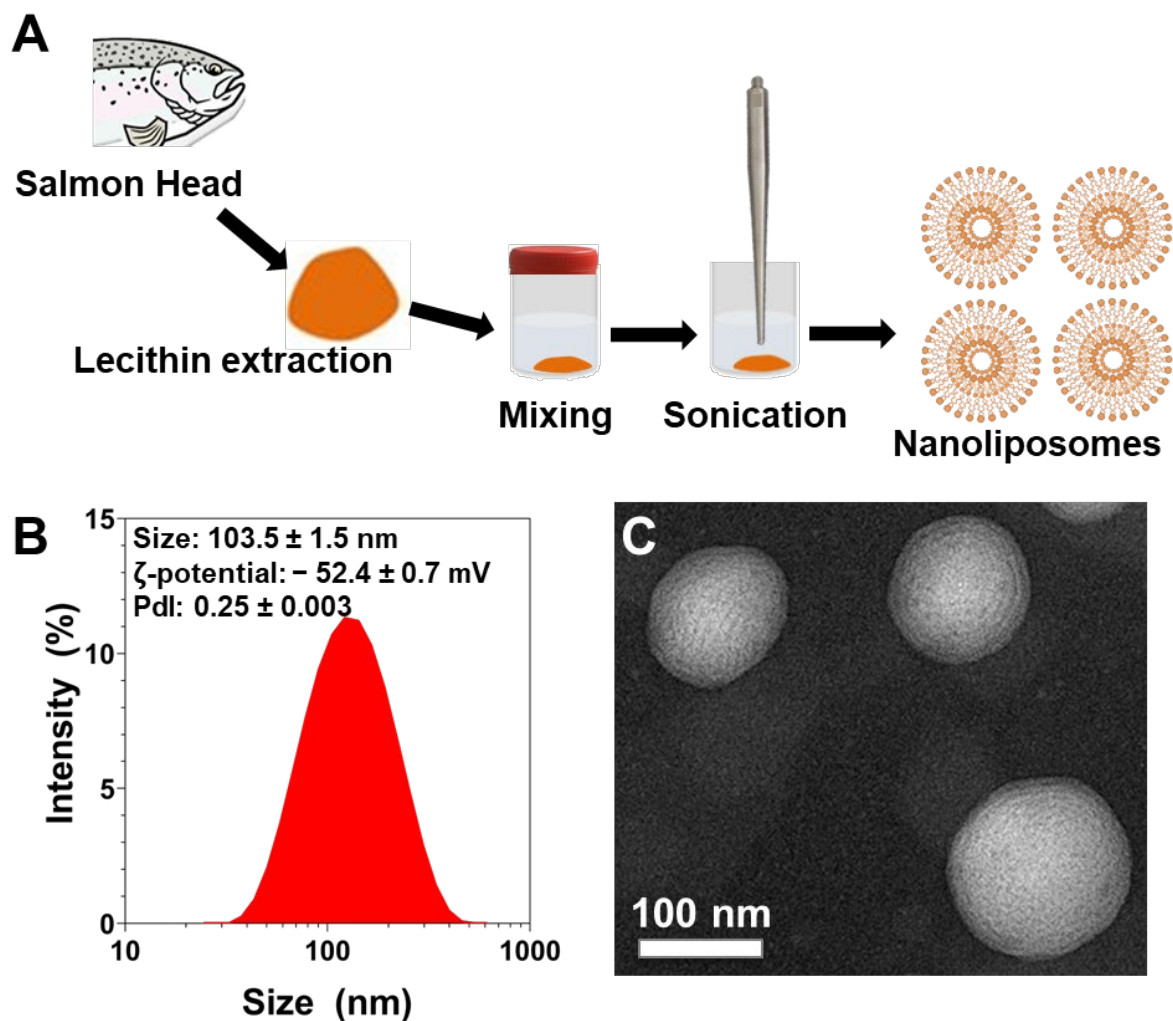 A
Salmon Head
Lecithin extraction
Mixing
Sonication
Nanoliposomes
B
Size: 103.5 ± 1.5 nm
ζ-potential: − 52.4 ± 0.7 mV
PdI: 0.25 ± 0.003
15
10
5
0
Intensity (%)
10
100
1000
Size (nm)
C
100 nm